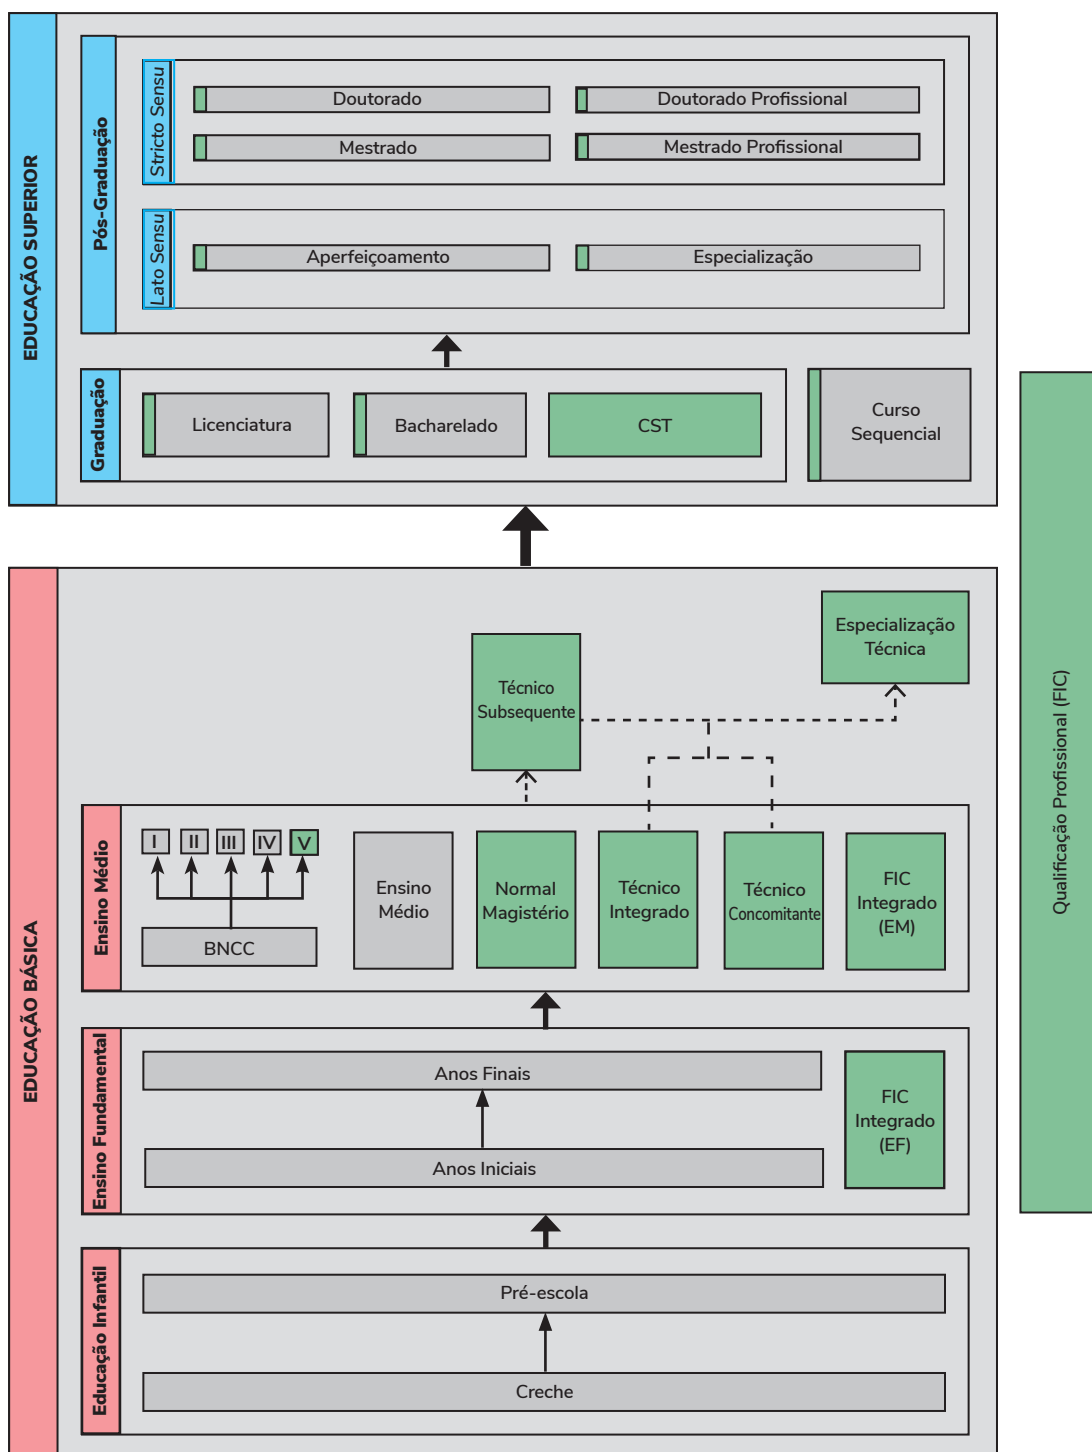 EDUCAÇÃO SUPERIOR
Pós-Graduação
Stricto Sensu
Doutorado
Doutorado Profissional
Mestrado
Mestrado Profissional
Lato Sensu
Aperfeiçoamento
Especialização
Graduação
Licenciatura
Bacharelado
CST
Curso
Sequencial
Qualificação Profissional (FIC)
EDUCAÇÃO BÁSICA
Especialização
Técnica
Técnico
Subsequente
Ensino Médio
I
II
III
IV
V
BNCC
Ensino
Médio
Normal
Magistério
Técnico
Integrado
Técnico
Concomitante
FIC
Integrado
(EM)
Ensino Fundamental
Anos Finais
Anos Iniciais
FIC
Integrado
(EF)
Educação Infantil
Pré-escola
Creche